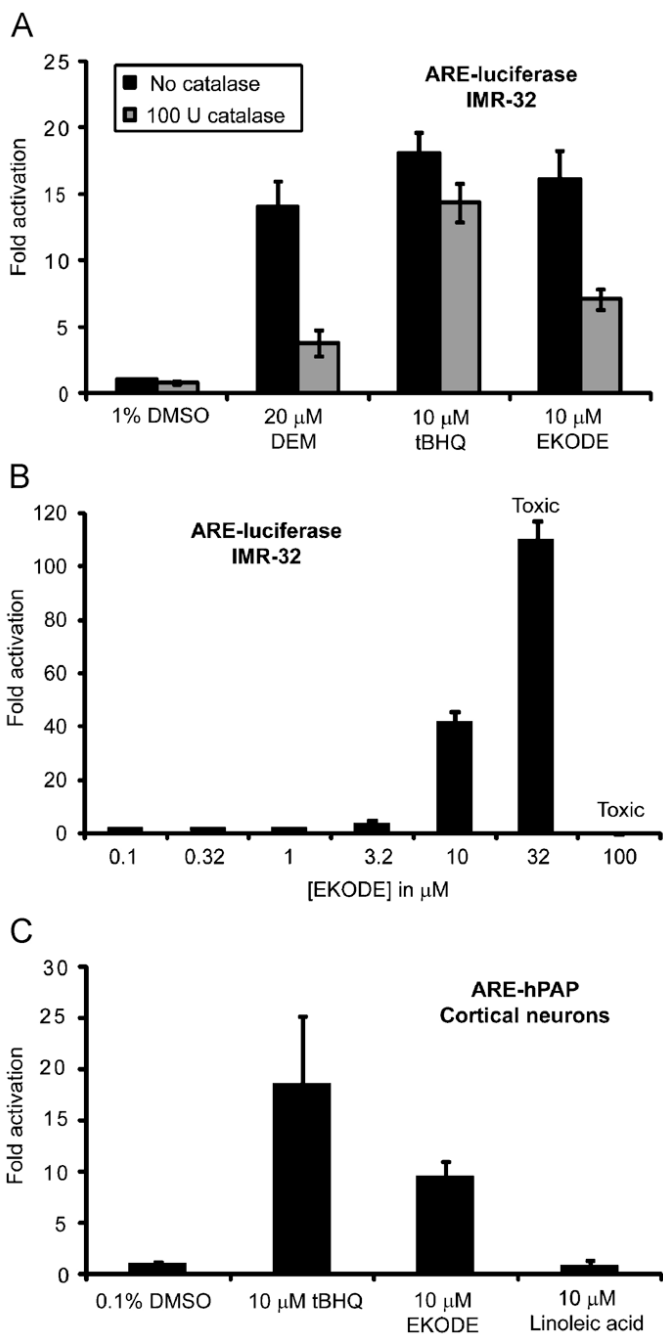 A
25
20
15
10
5
0
Fold activation
No catalase
100 U catalase
ARE-luciferase
IMR-32
1% DMSO
20 μM
DEM
10 μM
tBHQ
10 μM
EKODE
B
120
100
80
60
40
20
0
Fold activation
ARE-luciferase
IMR-32
Toxic
Toxic
0.1 0.32 1 3.2 10 32 100
[EKODE] in μM
C
30
25
20
15
10
5
0
Fold activation
ARE-hPAP
Cortical neurons
0.1% DMSO
10 μM tBHQ
10 μM
EKODE
10 μM
Linoleic acid